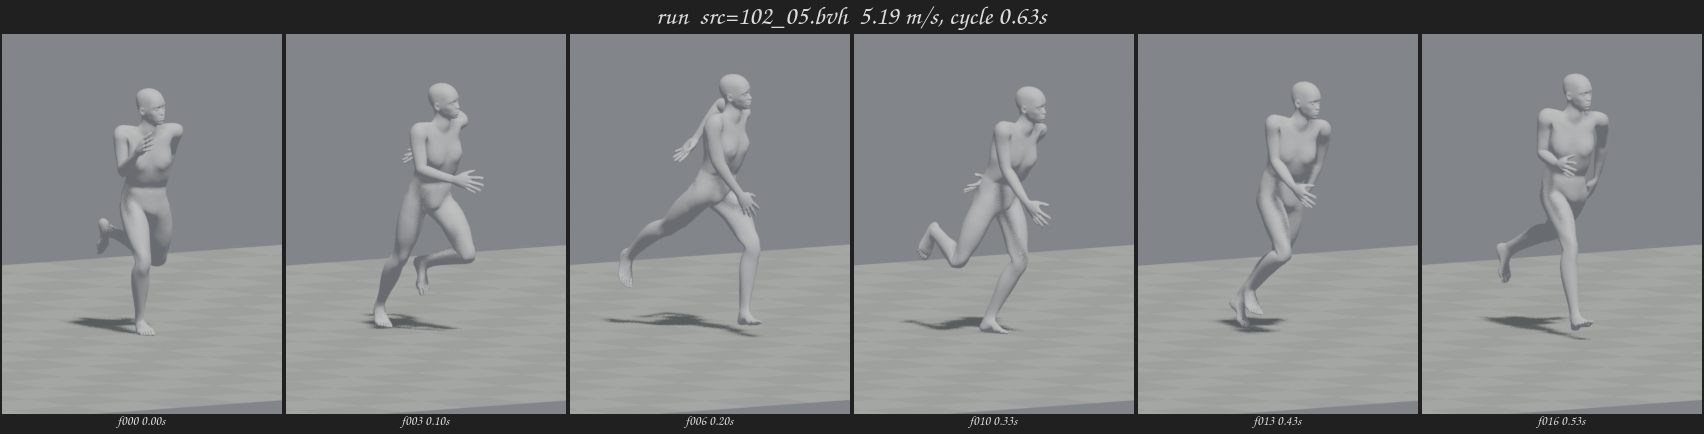 run src=102_05.bvh 5.19 m/s, cycle 0.63s
f000 0.00s
f003 0.10s
f006 0.20s
f010 0.33s
f013 0.43s
f016 0.53s